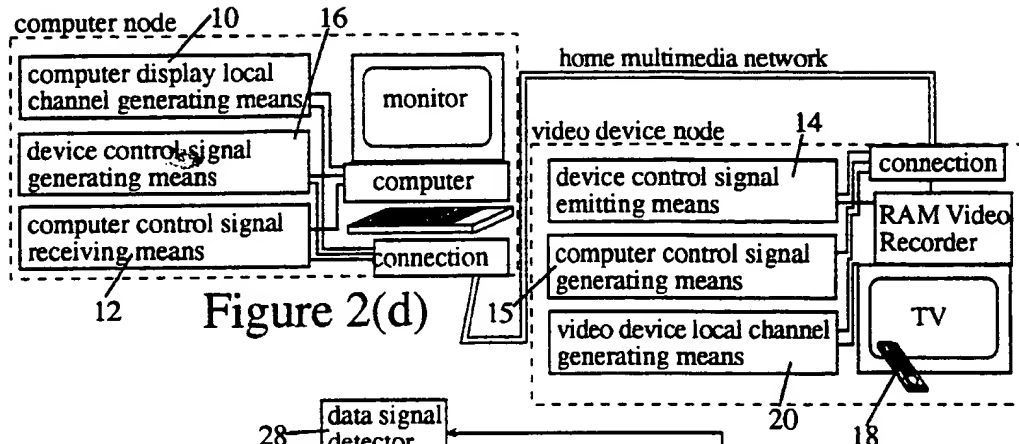 computer node
10
16
computer display local
channel generating means
device control signal
generating means
computer control signal
receiving means
12
monitor
computer
connection
Figure 2(d)
home multimedia network
video device node
14
connection
device control signal
emitting means
RAM Video
Recorder
computer control signal
generating means
15
video device local channel
generating means
TV
20
18
28
data signal
detector